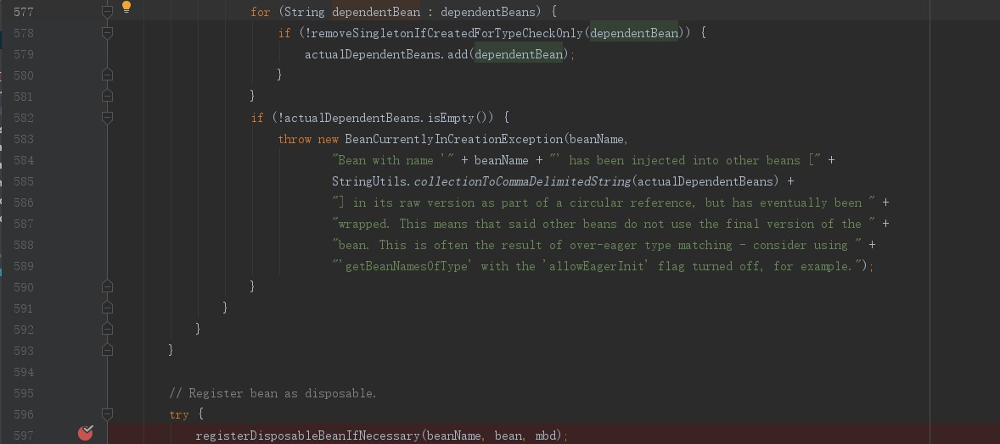 577 for (String dependentBean : dependentBeans) {
578 if (!removeSingletonIfCreatedForTypeCheckOnly(dependentBean)) {
579 actualDependentBeans.add(dependentBean);
580 }
581 }
582 if (!actualDependentBeans.isEmpty()) {
583 throw new BeanCurrentlyInCreationException(beanName,
584 "Bean with name '" + beanName + "' has been injected into other beans [" +
585 StringUtils.collectionToCommaDelimitedString(actualDependentBeans) +
586 "] in its raw version as part of a circular reference, but has eventually been " +
587 "wrapped. This means that said other beans do not use the final version of the " +
588 "bean. This is often the result of over-eager type matching - consider using " +
589 "'getBeanNamesOfType' with the 'allowEagerInit' flag turned off, for example.");
590 }
591 }
592 }
593 }
594
595 // Register bean as disposable.
596 try {
597 registerDisposableBeanIfNecessary(beanName, bean, mbd);